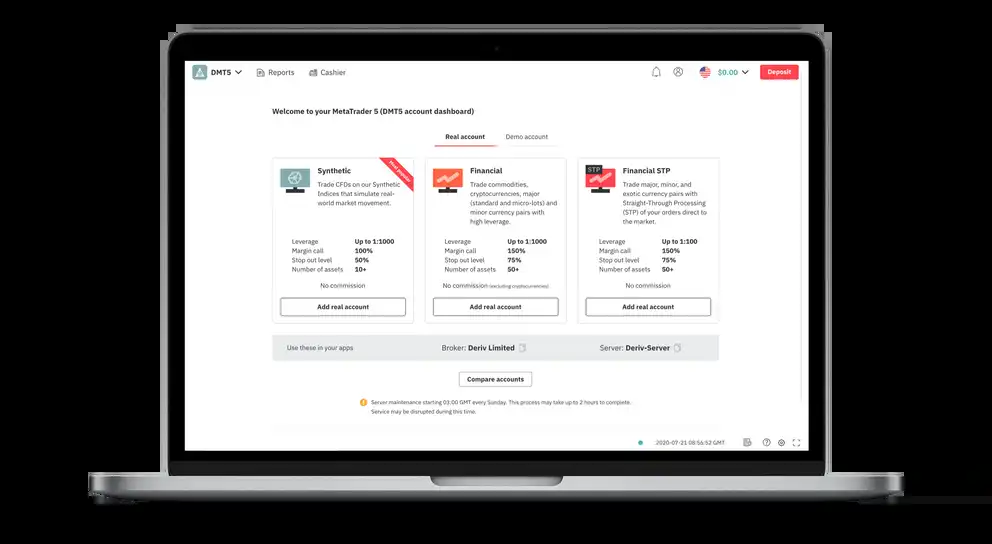 DMT5
Reports
Cashier
$0.00
Deposit
Welcome to your MetaTrader 5 (DMT5 account dashboard)
Real account
Demo account
Most popular
Synthetic
Trade CFDs on our Synthetic
Indices that simulate real-
world market movement.
Leverage Up to 1:1000
Margin call 100%
Stop out level 50%
Number of assets 10+
No commission
Add real account
Financial
Trade commodities,
cryptocurrencies, major
(standard and micro-lots) and
minor currency pairs with
high leverage.
Leverage Up to 1:1000
Margin call 150%
Stop out level 75%
Number of assets 50+
No commission (excluding cryptocurrencies)
Add real account
STP
Financial STP
Trade major, minor, and
exotic currency pairs with
Straight-Through Processing
(STP) of your orders direct to
the market.
Leverage Up to 1:100
Margin call 150%
Stop out level 75%
Number of assets 50+
No commission
Add real account
Use these in your apps
Broker: Deriv Limited
Server: Deriv-Server
Compare accounts
Server maintenance starting 03:00 GMT every Sunday. This process may take up to 2 hours to complete.
Service may be disrupted during this time.
2020-07-21 08:56:52 GMT